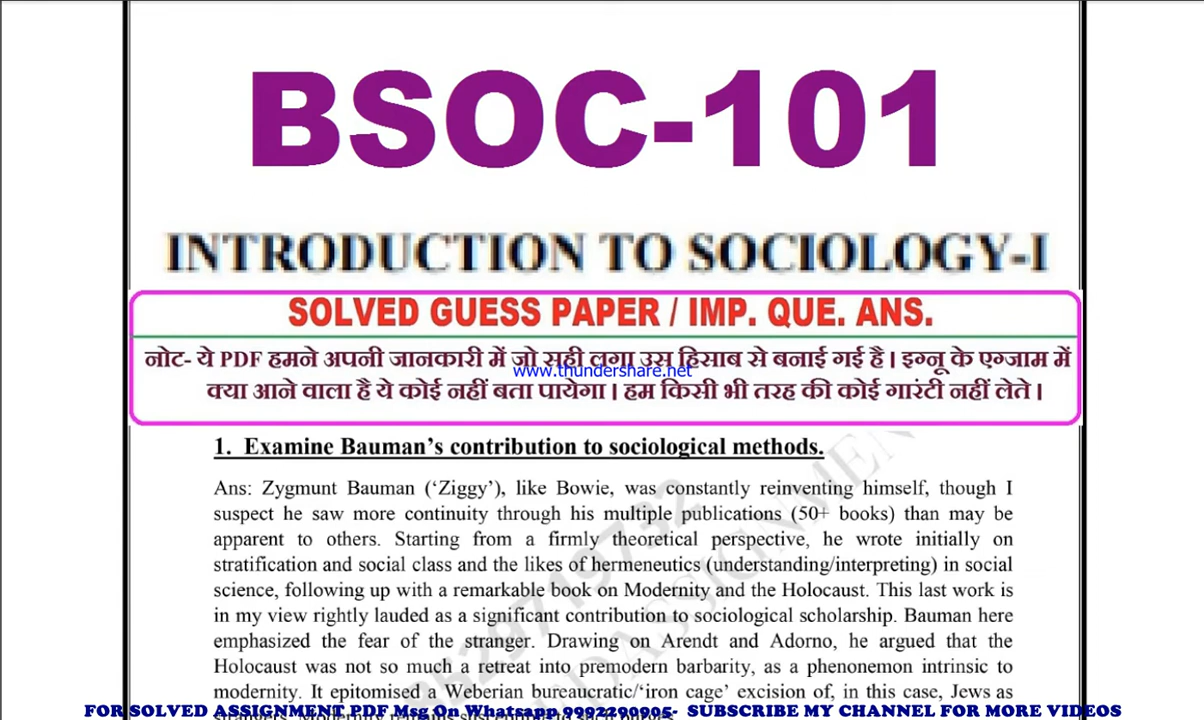 BSOC-101
INTRODUCTION TO SOCIOLOGY-I
SOLVED GUESS PAPER / IMP. QUE. ANS.
नोट- ये PDF हमने अपनी जानकारी में जो सही लगा उस हिसाब से बनाई गई है। इग्नू के एग्जाम में
www.thundershare.net
क्या आने वाला है ये कोई नहीं बता पायेगा। हम किसी भी तरह की कोई गारंटी नहीं लेते।
1. Examine Bauman’s contribution to sociological methods.
Ans: Zygmunt Bauman (‘Ziggy’), like Bowie, was constantly reinventing himself, though I
suspect he saw more continuity through his multiple publications (50+ books) than may be
apparent to others. Starting from a firmly theoretical perspective, he wrote initially on
stratification and social class and the likes of hermeneutics (understanding/interpreting) in social
science, following up with a remarkable book on Modernity and the Holocaust. This last work is
in my view rightly lauded as a significant contribution to sociological scholarship. Bauman here
emphasized the fear of the stranger. Drawing on Arendt and Adorno, he argued that the
Holocaust was not so much a retreat into premodern barbarity, as a phenonemon intrinsic to
modernity. It epitomised a Weberian bureaucratic/‘iron cage’ excision of, in this case, Jews as
FOR SOLVED ASSIGNMENT PDF Msg On Whatsapp 9992290905- SUBSCRIBE MY CHANNEL FOR MORE VIDEOS